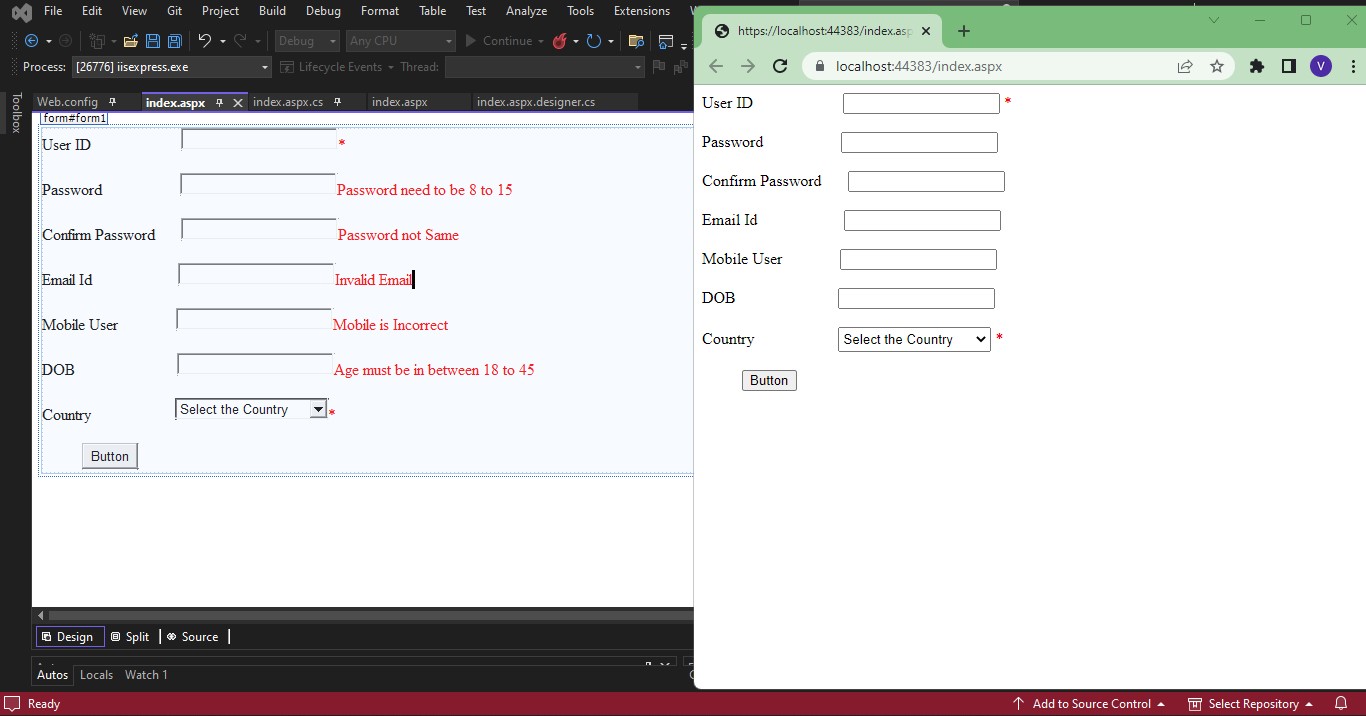 File Edit View Git Project Build Debug Format Table Test Analyze Tools Extensions
Debug Any CPU Continue
Process: [26776] iisexpress.exe Lifecycle Events Thread:
Toolbox
Web.config index.aspx index.aspx.cs index.aspx index.aspx.designer.cs
form#form1
User ID *
Password Password need to be 8 to 15
Confirm Password Password not Same
Email Id Invalid Email
Mobile User Mobile is Incorrect
DOB Age must be in between 18 to 45
Country Select the Country *
Button
Design Split Source
Autos Locals Watch 1
Ready Add to Source Control Select Repository
https://localhost:44383/index.asp
localhost:44383/index.aspx V
User ID *
Password
Confirm Password
Email Id
Mobile User
DOB
Country Select the Country *
Button